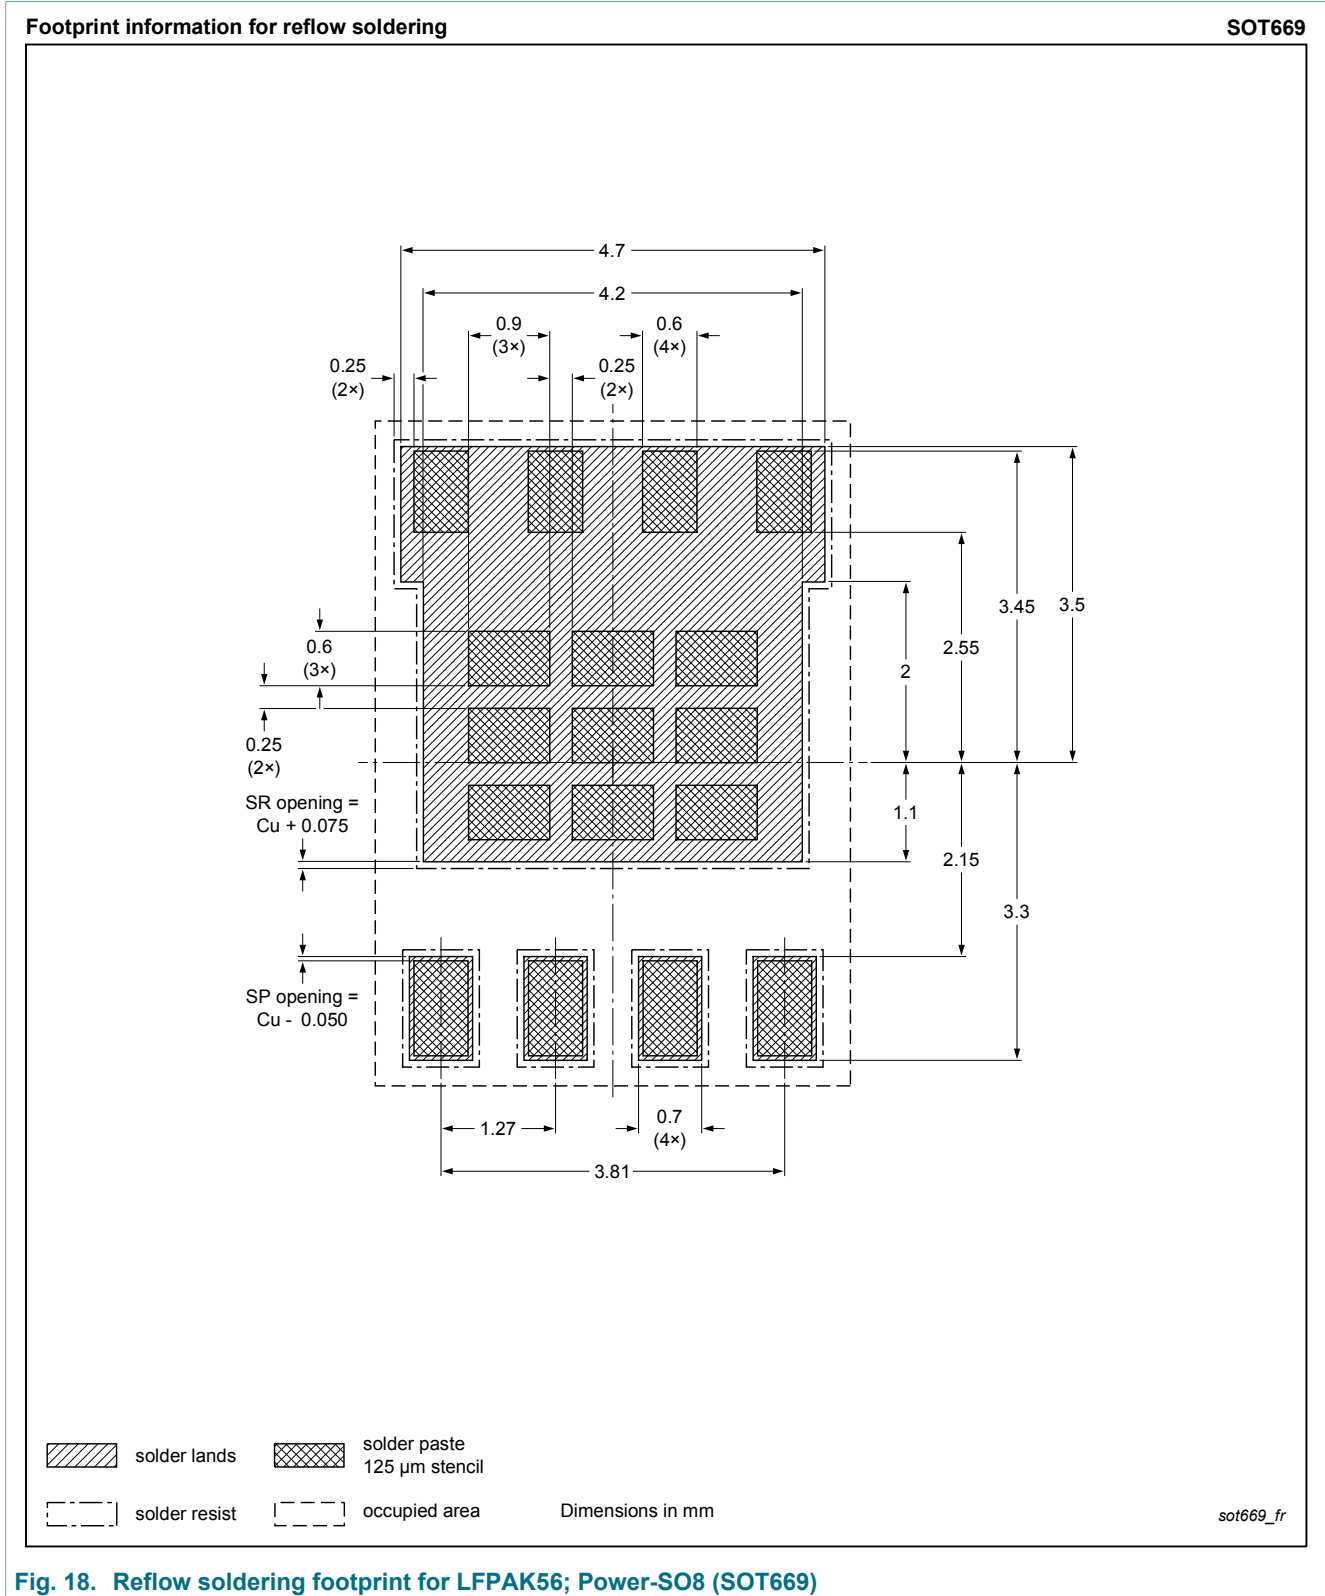 Footprint information for reflow soldering SOT669
4.7
4.2
0.9
(3×)
0.6
(4×)
0.25
(2×)
0.25
(2×)
3.45
3.5
2.55
2
0.6
(3×)
0.25
(2×)
SR opening =
Cu + 0.075
1.1
2.15
3.3
SP opening =
Cu - 0.050
1.27
0.7
(4×)
3.81
solder lands
solder paste
125 µm stencil
solder resist
occupied area
Dimensions in mm
sot669_fr
Fig. 18. Reflow soldering footprint for LFPAK56; Power-SO8 (SOT669)